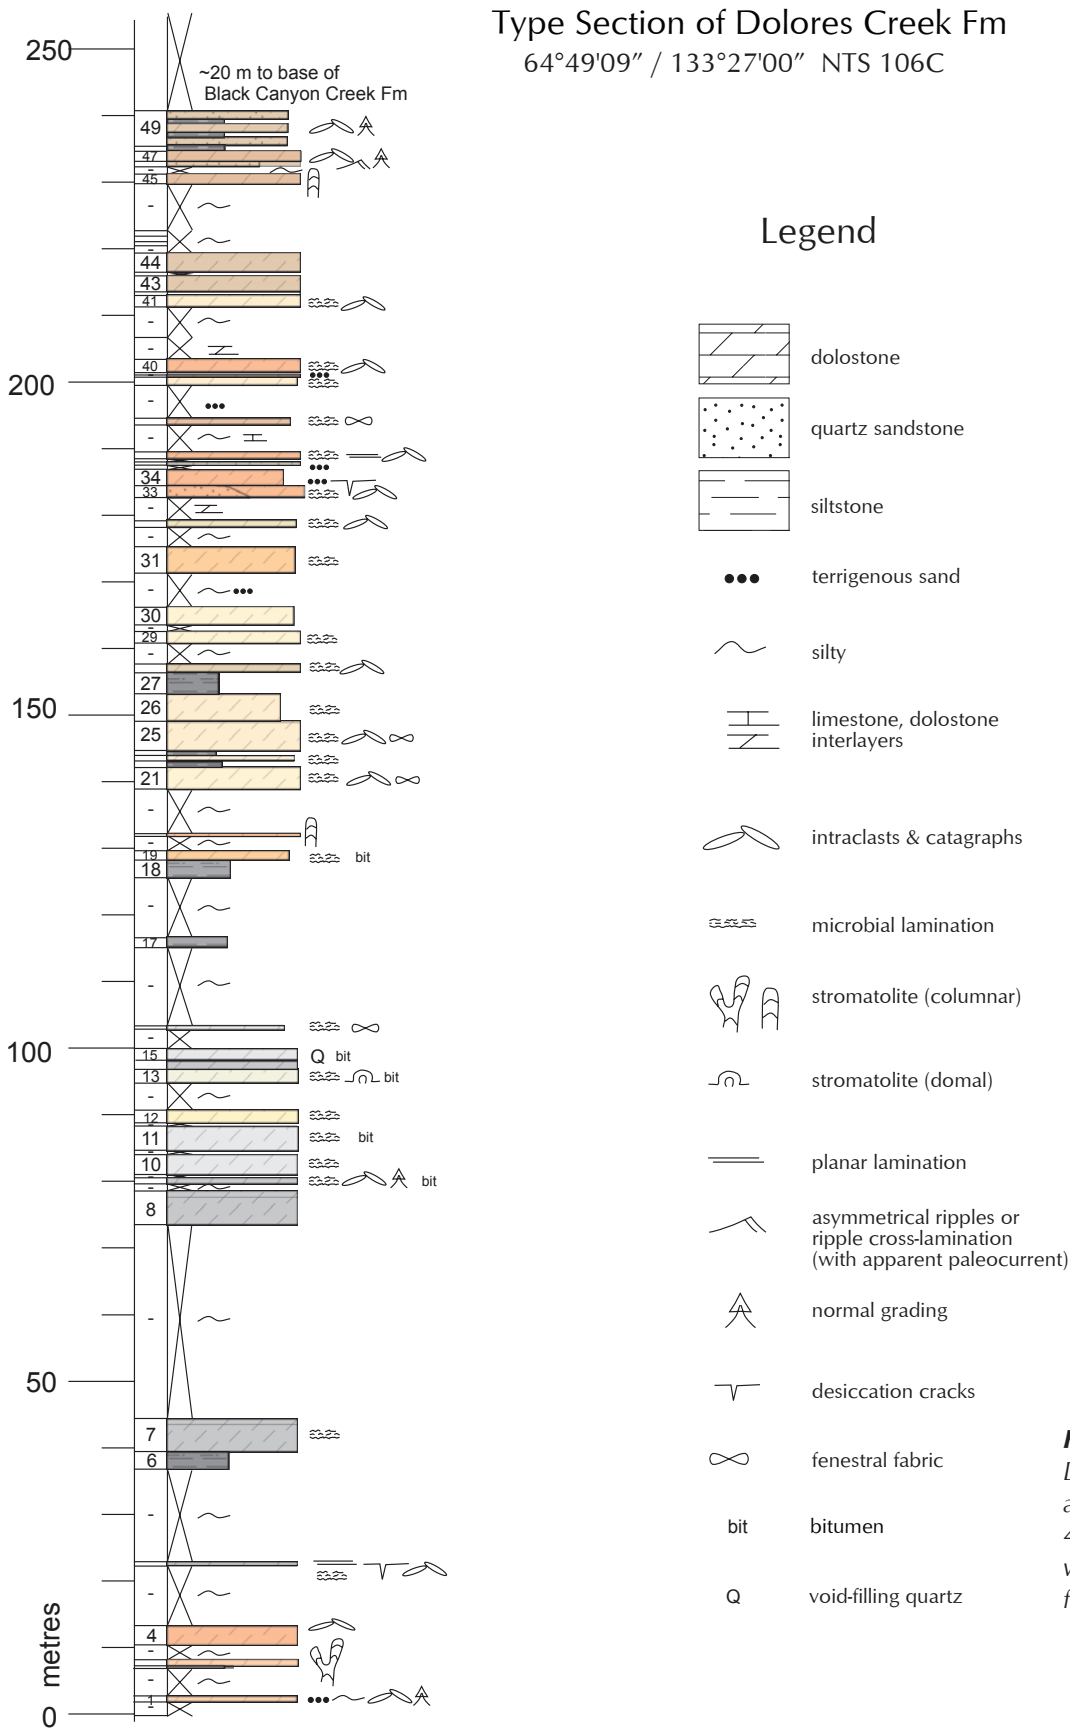 Type Section of Dolores Creek Fm
64°49'09” / 133°27'00”  NTS 106C
250
~20 m to base of
Black Canyon Creek Fm
49
47
-
45
-
-
44
43
41
-
-
40
200
-
-
34
33
-
-
31
-
30
-
29
-
27
150
26
25
21
-
-
19
bit
18
-
17
-
-
100
15
Q bit
13
bit
-
12
11
bit
10
-
bit
8
-
50
7
6
-
-
4
-
-
1
-
0
metres
Legend
dolostone
quartz sandstone
siltstone
terrigenous sand
silty
limestone, dolostone
interlayers
intraclasts & catagraphs
microbial lamination
stromatolite (columnar)
stromatolite (domal)
planar lamination
asymmetrical ripples or
ripple cross-lamination
(with apparent paleocurrent)
normal grading
desiccation cracks
fenestral fabric
bit bitumen
Q void-filling quartz